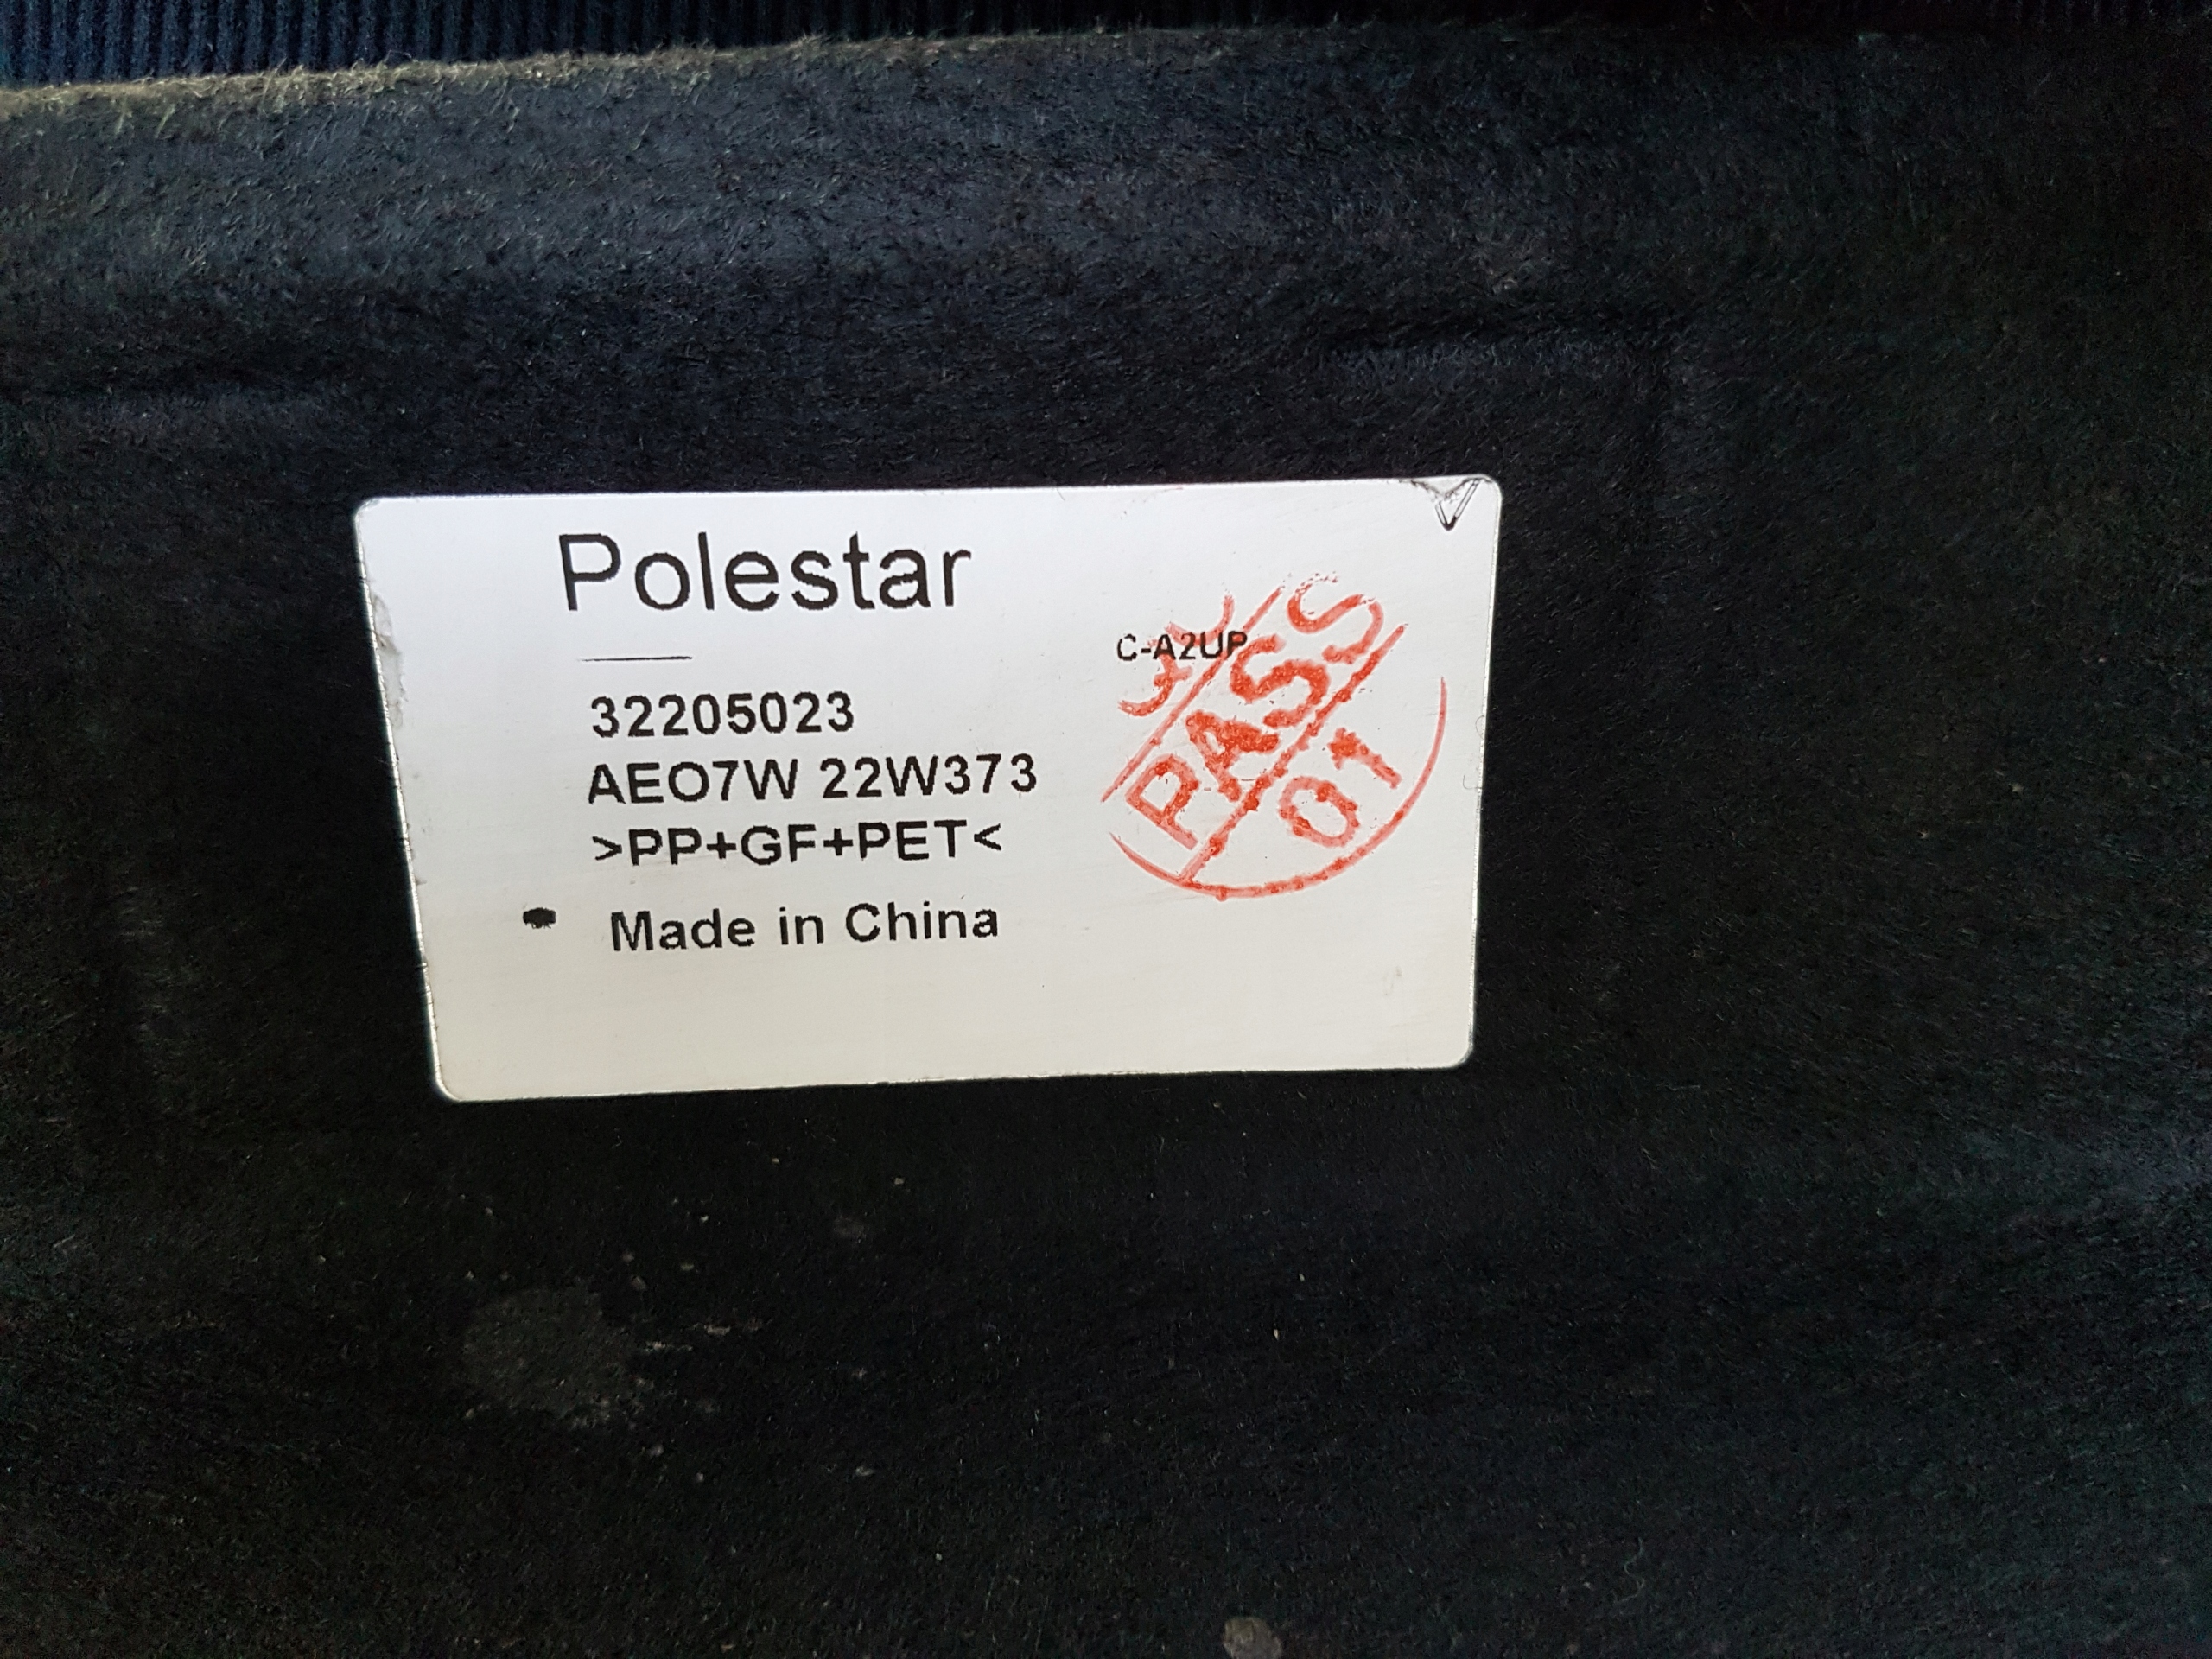 Polestar
C-A2UP
32205023
AEO7W 22W373
>PP+GF+PET<
Made in China
PASS
01